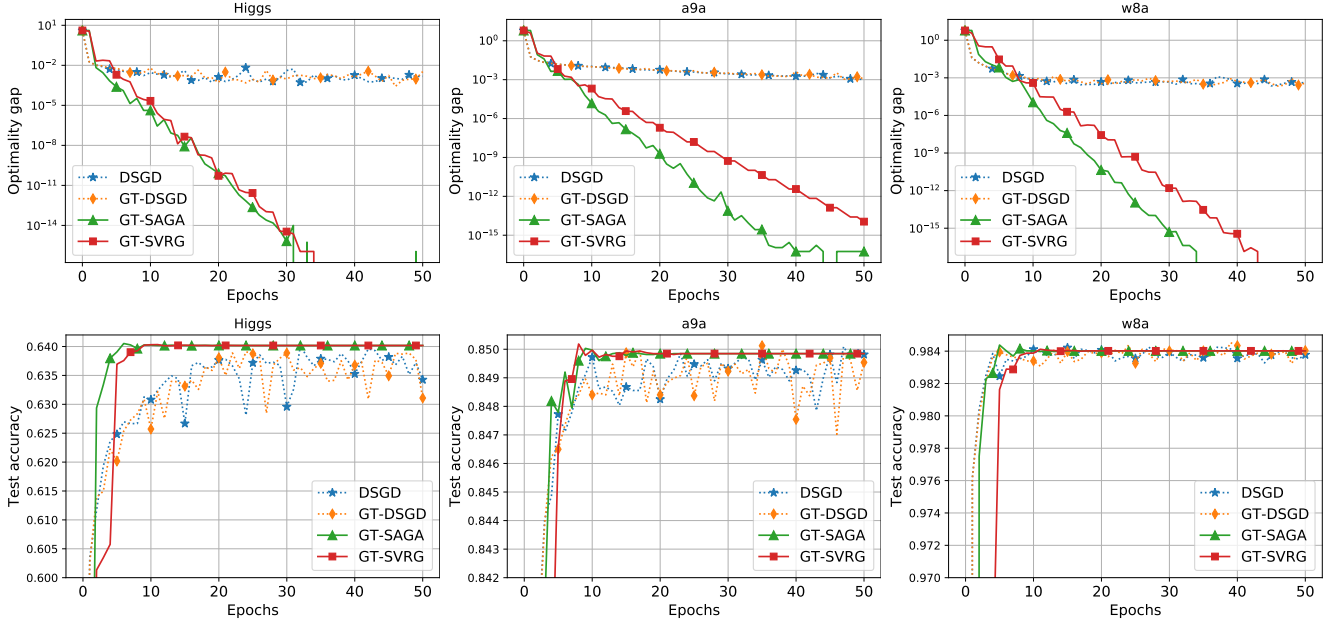 Higgs
Optimality gap
10¹
10⁻²
10⁻⁵
10⁻⁸
10⁻¹¹
10⁻¹⁴
DSGD
GT-DSGD
GT-SAGA
GT-SVRG
0 10 20 30 40 50
Epochs
a9a
Optimality gap
10⁰
10⁻³
10⁻⁶
10⁻⁹
10⁻¹²
10⁻¹⁵
DSGD
GT-DSGD
GT-SAGA
GT-SVRG
0 10 20 30 40 50
Epochs
w8a
Optimality gap
10⁰
10⁻³
10⁻⁶
10⁻⁹
10⁻¹²
10⁻¹⁵
DSGD
GT-DSGD
GT-SAGA
GT-SVRG
0 10 20 30 40 50
Epochs
Higgs
Test accuracy
0.640
0.635
0.630
0.625
0.620
0.615
0.610
0.605
0.600
DSGD
GT-DSGD
GT-SAGA
GT-SVRG
0 10 20 30 40 50
Epochs
a9a
Test accuracy
0.850
0.849
0.848
0.847
0.846
0.845
0.844
0.843
0.842
DSGD
GT-DSGD
GT-SAGA
GT-SVRG
0 10 20 30 40 50
Epochs
w8a
Test accuracy
0.984
0.982
0.980
0.978
0.976
0.974
0.972
0.970
DSGD
GT-DSGD
GT-SAGA
GT-SVRG
0 10 20 30 40 50
Epochs